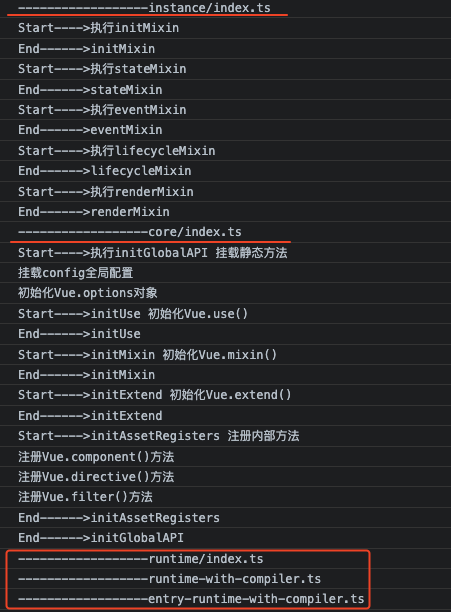 ------------------instance/index.ts
Start---->执行initMixin
End------>initMixin
Start---->执行stateMixin
End------>stateMixin
Start---->执行eventMixin
End------>eventMixin
Start---->执行lifecycleMixin
End------>lifecycleMixin
Start---->执行renderMixin
End------>renderMixin
------------------core/index.ts
Start---->执行initGlobalAPI 挂载静态方法
挂载config全局配置
初始化Vue.options对象
Start---->initUse 初始化Vue.use()
End------>initUse
Start---->initMixin 初始化Vue.mixin()
End------>initMixin
Start---->initExtend 初始化Vue.extend()
End------>initExtend
Start---->initAssetRegisters 注册内部方法
注册Vue.component()方法
注册Vue.directive()方法
注册Vue.filter()方法
End------>initAssetRegisters
End------>initGlobalAPI
------------------runtime/index.ts
------------------runtime-with-compiler.ts
------------------entry-runtime-with-compiler.ts